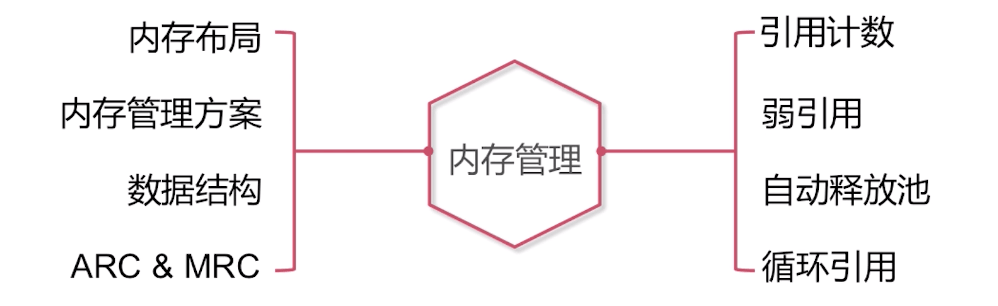 内存布局
内存管理方案
数据结构
ARC & MRC
内存管理
引用计数
弱引用
自动释放池
循环引用